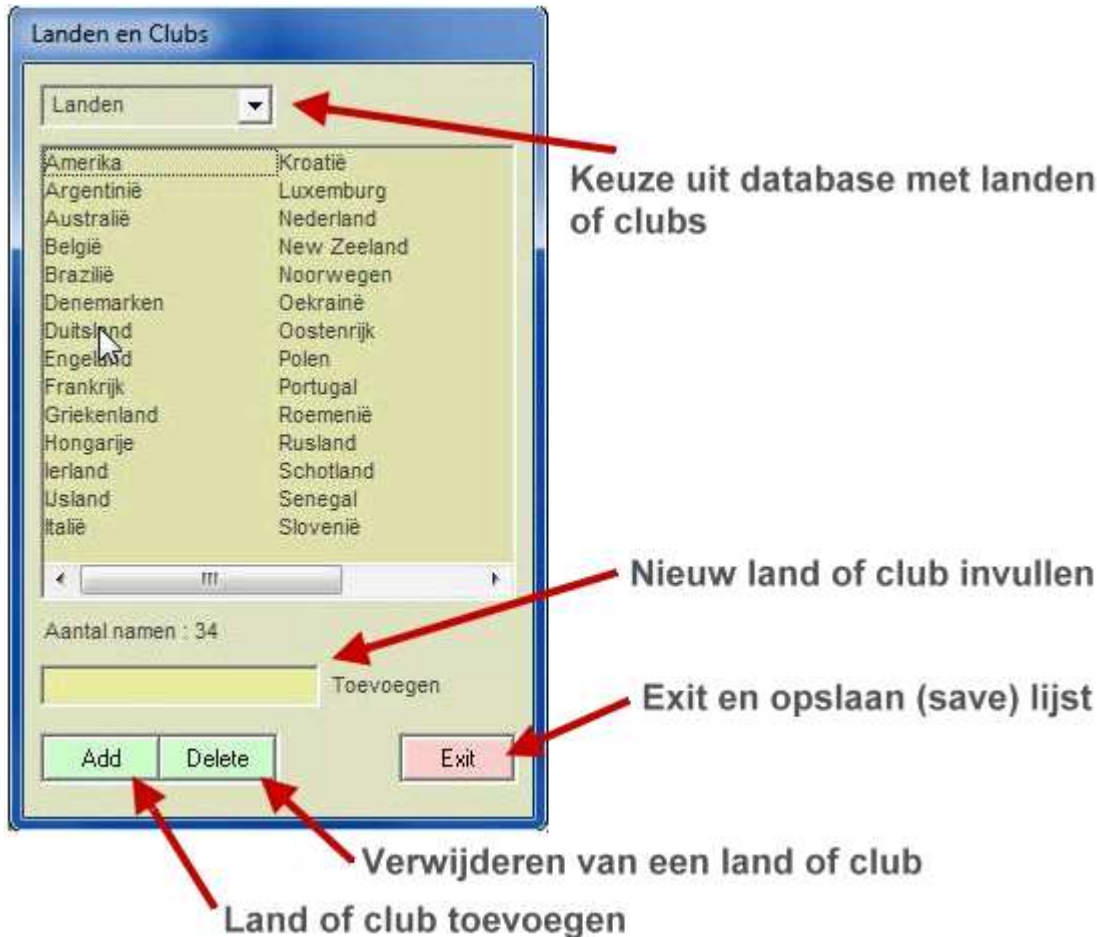 Landen en Clubs
Landen
Keuze uit database met landen
of clubs
Amerika
Argentinië
Australië
België
Brazilië
Denemarken
Duitsland
Engeland
Frankrijk
Griekenland
Hongarije
Ierland
IJsland
Italië
Kroatië
Luxemburg
Nederland
New Zeeland
Noorwegen
Oekraïnë
Oostenrijk
Polen
Portugal
Roemenië
Rusland
Schotland
Senegal
Slovenië
Nieuw land of club invullen
Aantal namen : 34
Toevoegen
Exit en opslaan (save) lijst
Add
Delete
Exit
Verwijderen van een land of club
Land of club toevoegen